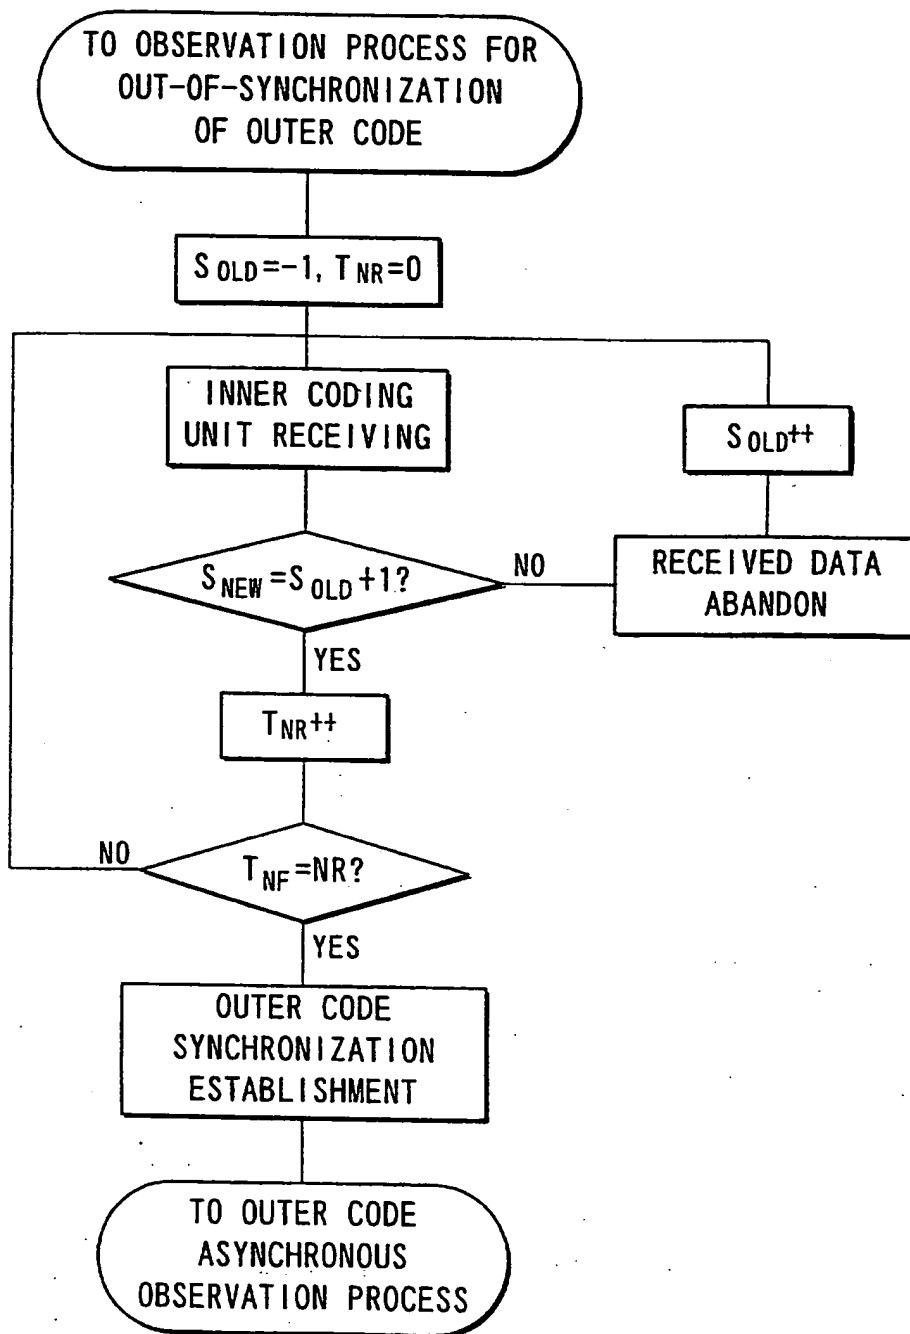 TO OBSERVATION PROCESS FOR
OUT-OF-SYNCHRONIZATION
OF OUTER CODE
S OLD=-1, T NR=0
INNER CODING
UNIT RECEIVING
S OLD++
S NEW=S OLD+1?
NO
RECEIVED DATA
ABANDON
YES
T NR++
NO
T NF=NR?
YES
OUTER CODE
SYNCHRONIZATION
ESTABLISHMENT
TO OUTER CODE
ASYNCHRONOUS
OBSERVATION PROCESS